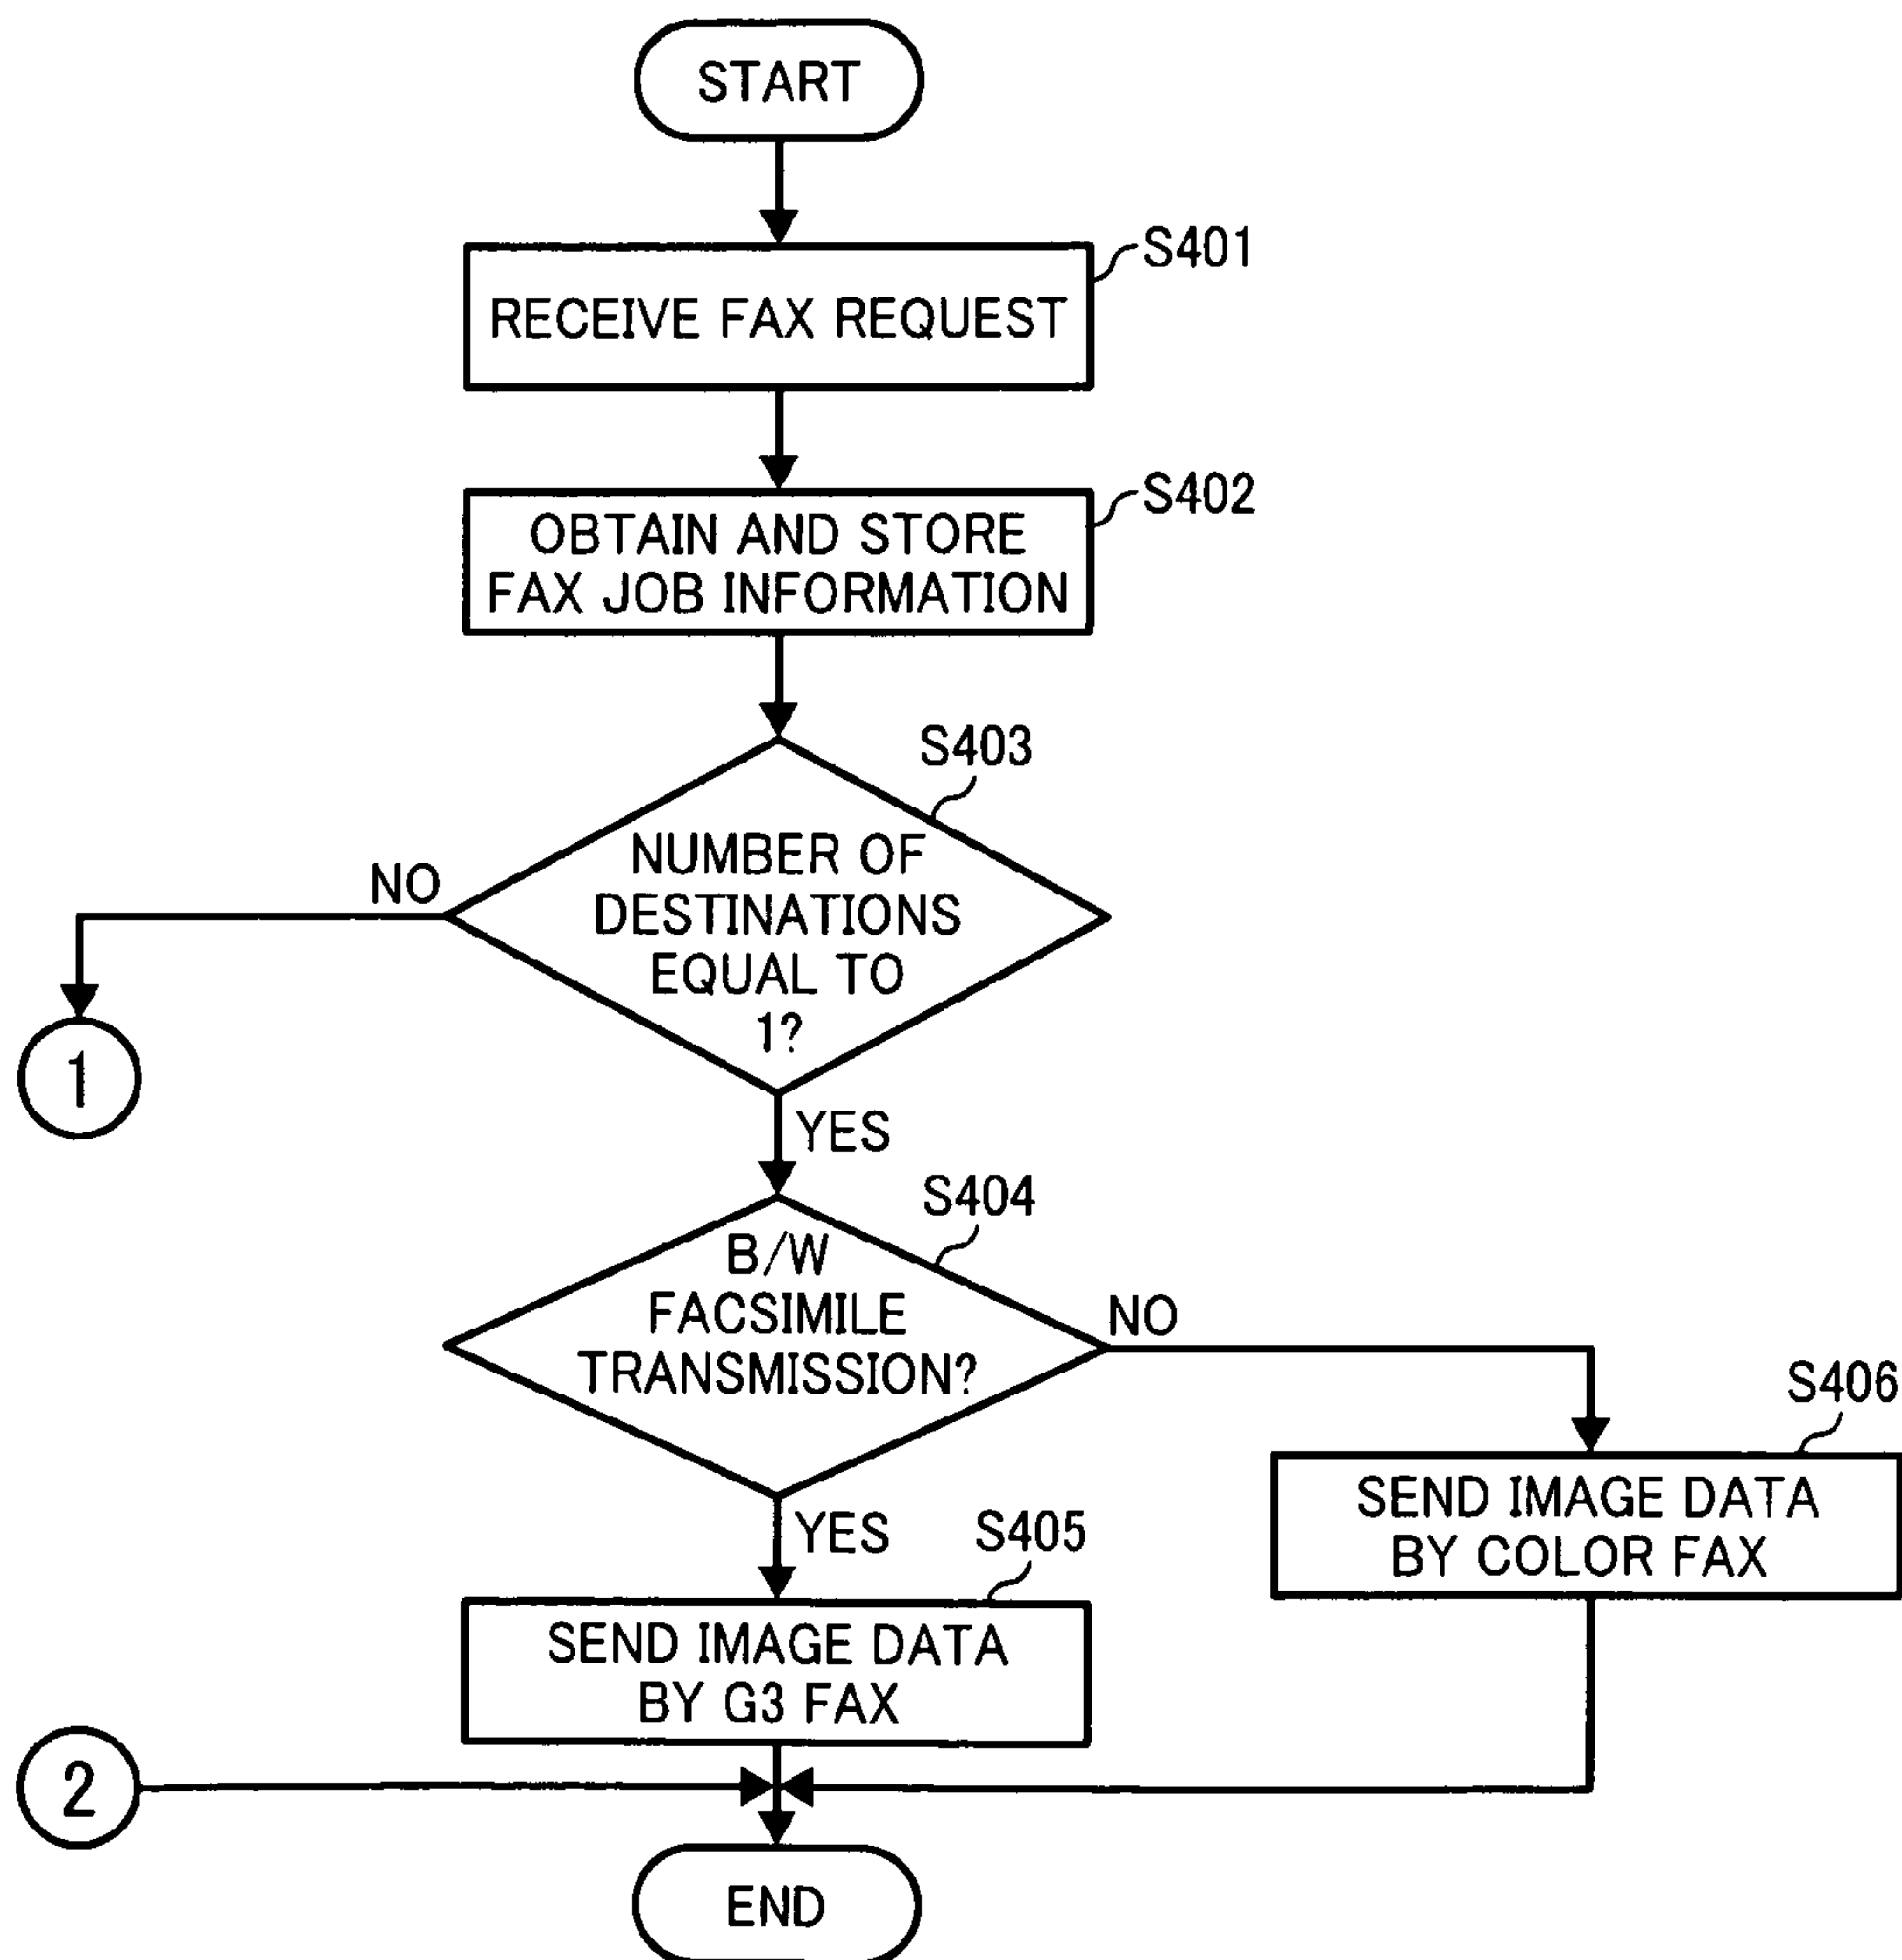 START
S401
RECEIVE FAX REQUEST
S402
OBTAIN AND STORE
FAX JOB INFORMATION
S403
NUMBER OF
DESTINATIONS
EQUAL TO
1?
NO
1
YES
S404
B/W
FACSIMILE
TRANSMISSION?
NO
S406
SEND IMAGE DATA
BY COLOR FAX
YES
S405
SEND IMAGE DATA
BY G3 FAX
2
END